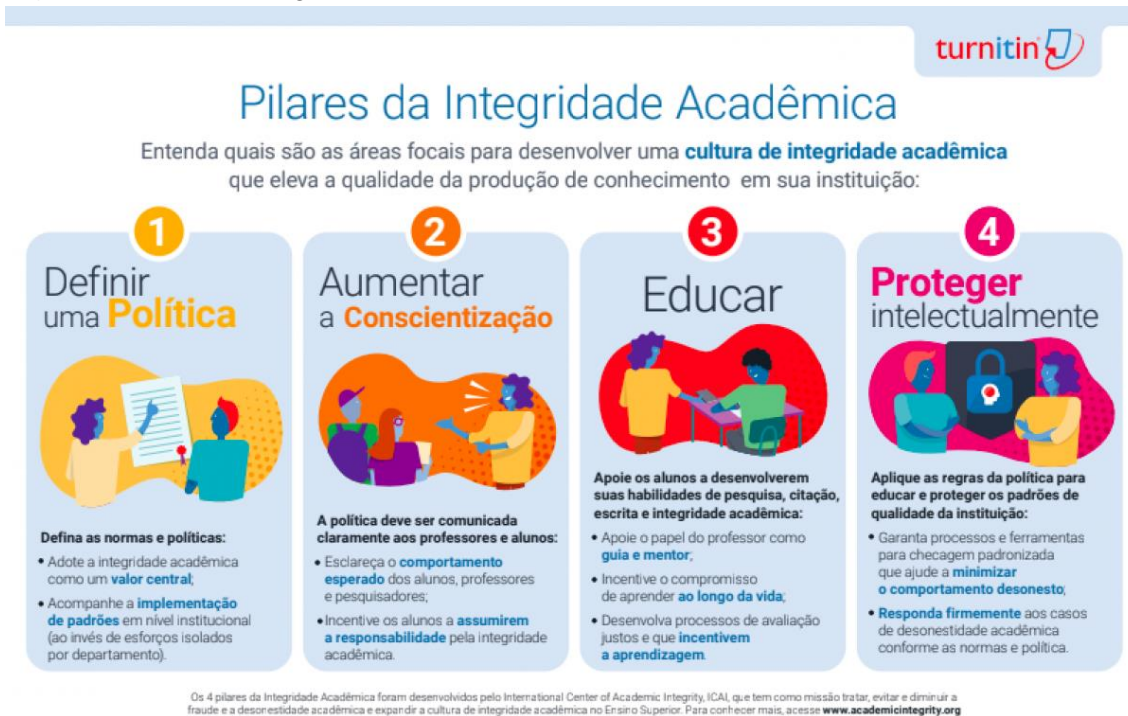 turnitin
Pilares da Integridade Acadêmica
Entenda quais são as áreas focais para desenvolver uma cultura de integridade acadêmica
que eleva a qualidade da produção de conhecimento em sua instituição:
1
Definir
uma Política
Defina as normas e políticas:
• Adote a integridade acadêmica
como um valor central;
• Acompanhe a implementação
de padrões em nível institucional
(ao invés de esforços isolados
por departamento).
2
Aumentar
a Conscientização
A política deve ser comunicada
claramente aos professores e alunos:
• Esclareça o comportamento
esperado dos alunos, professores
e pesquisadores;
• Incentive os alunos a assumirem
a responsabilidade pela integridade
acadêmica.
3
Educar
Apoie os alunos a desenvolverem
suas habilidades de pesquisa, citação,
escrita e integridade acadêmica:
• Apoie o papel do professor como
guia e mentor;
• Incentive o compromisso
de aprender ao longo da vida;
• Desenvolva processos de avaliação
justos e que incentivem
a aprendizagem.
4
Proteger
intelectualmente
Aplique as regras da política para
educar e proteger os padrões de
qualidade da instituição:
• Garanta processos e ferramentas
para checagem padronizada
que ajude a minimizar
o comportamento desonesto;
• Responda firmemente aos casos
de desonestidade acadêmica
conforme as normas e política.
Os 4 pilares da Integridade Acadêmica foram desenvolvidos pelo International Center of Academic Integrity, ICAI, que tem como missão tratar, evitar e diminuir a
fraude e a desonestidade acadêmica e expandir a cultura de integridade acadêmica no Ensino Superior. Para conhecer mais, acesse www.academicintegrity.org